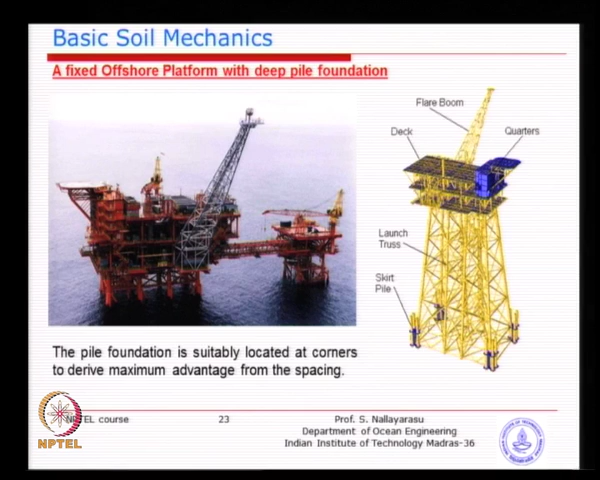 Basic Soil Mechanics
A fixed Offshore Platform with deep pile foundation
Flare Boom
Deck
Quarters
Launch
Truss
Skirt
Pile
The pile foundation is suitably located at corners
to derive maximum advantage from the spacing.
NPTEL course
23
Prof. S. Nallayarasu
Department of Ocean Engineering
Indian Institute of Technology Madras-36
NPTEL